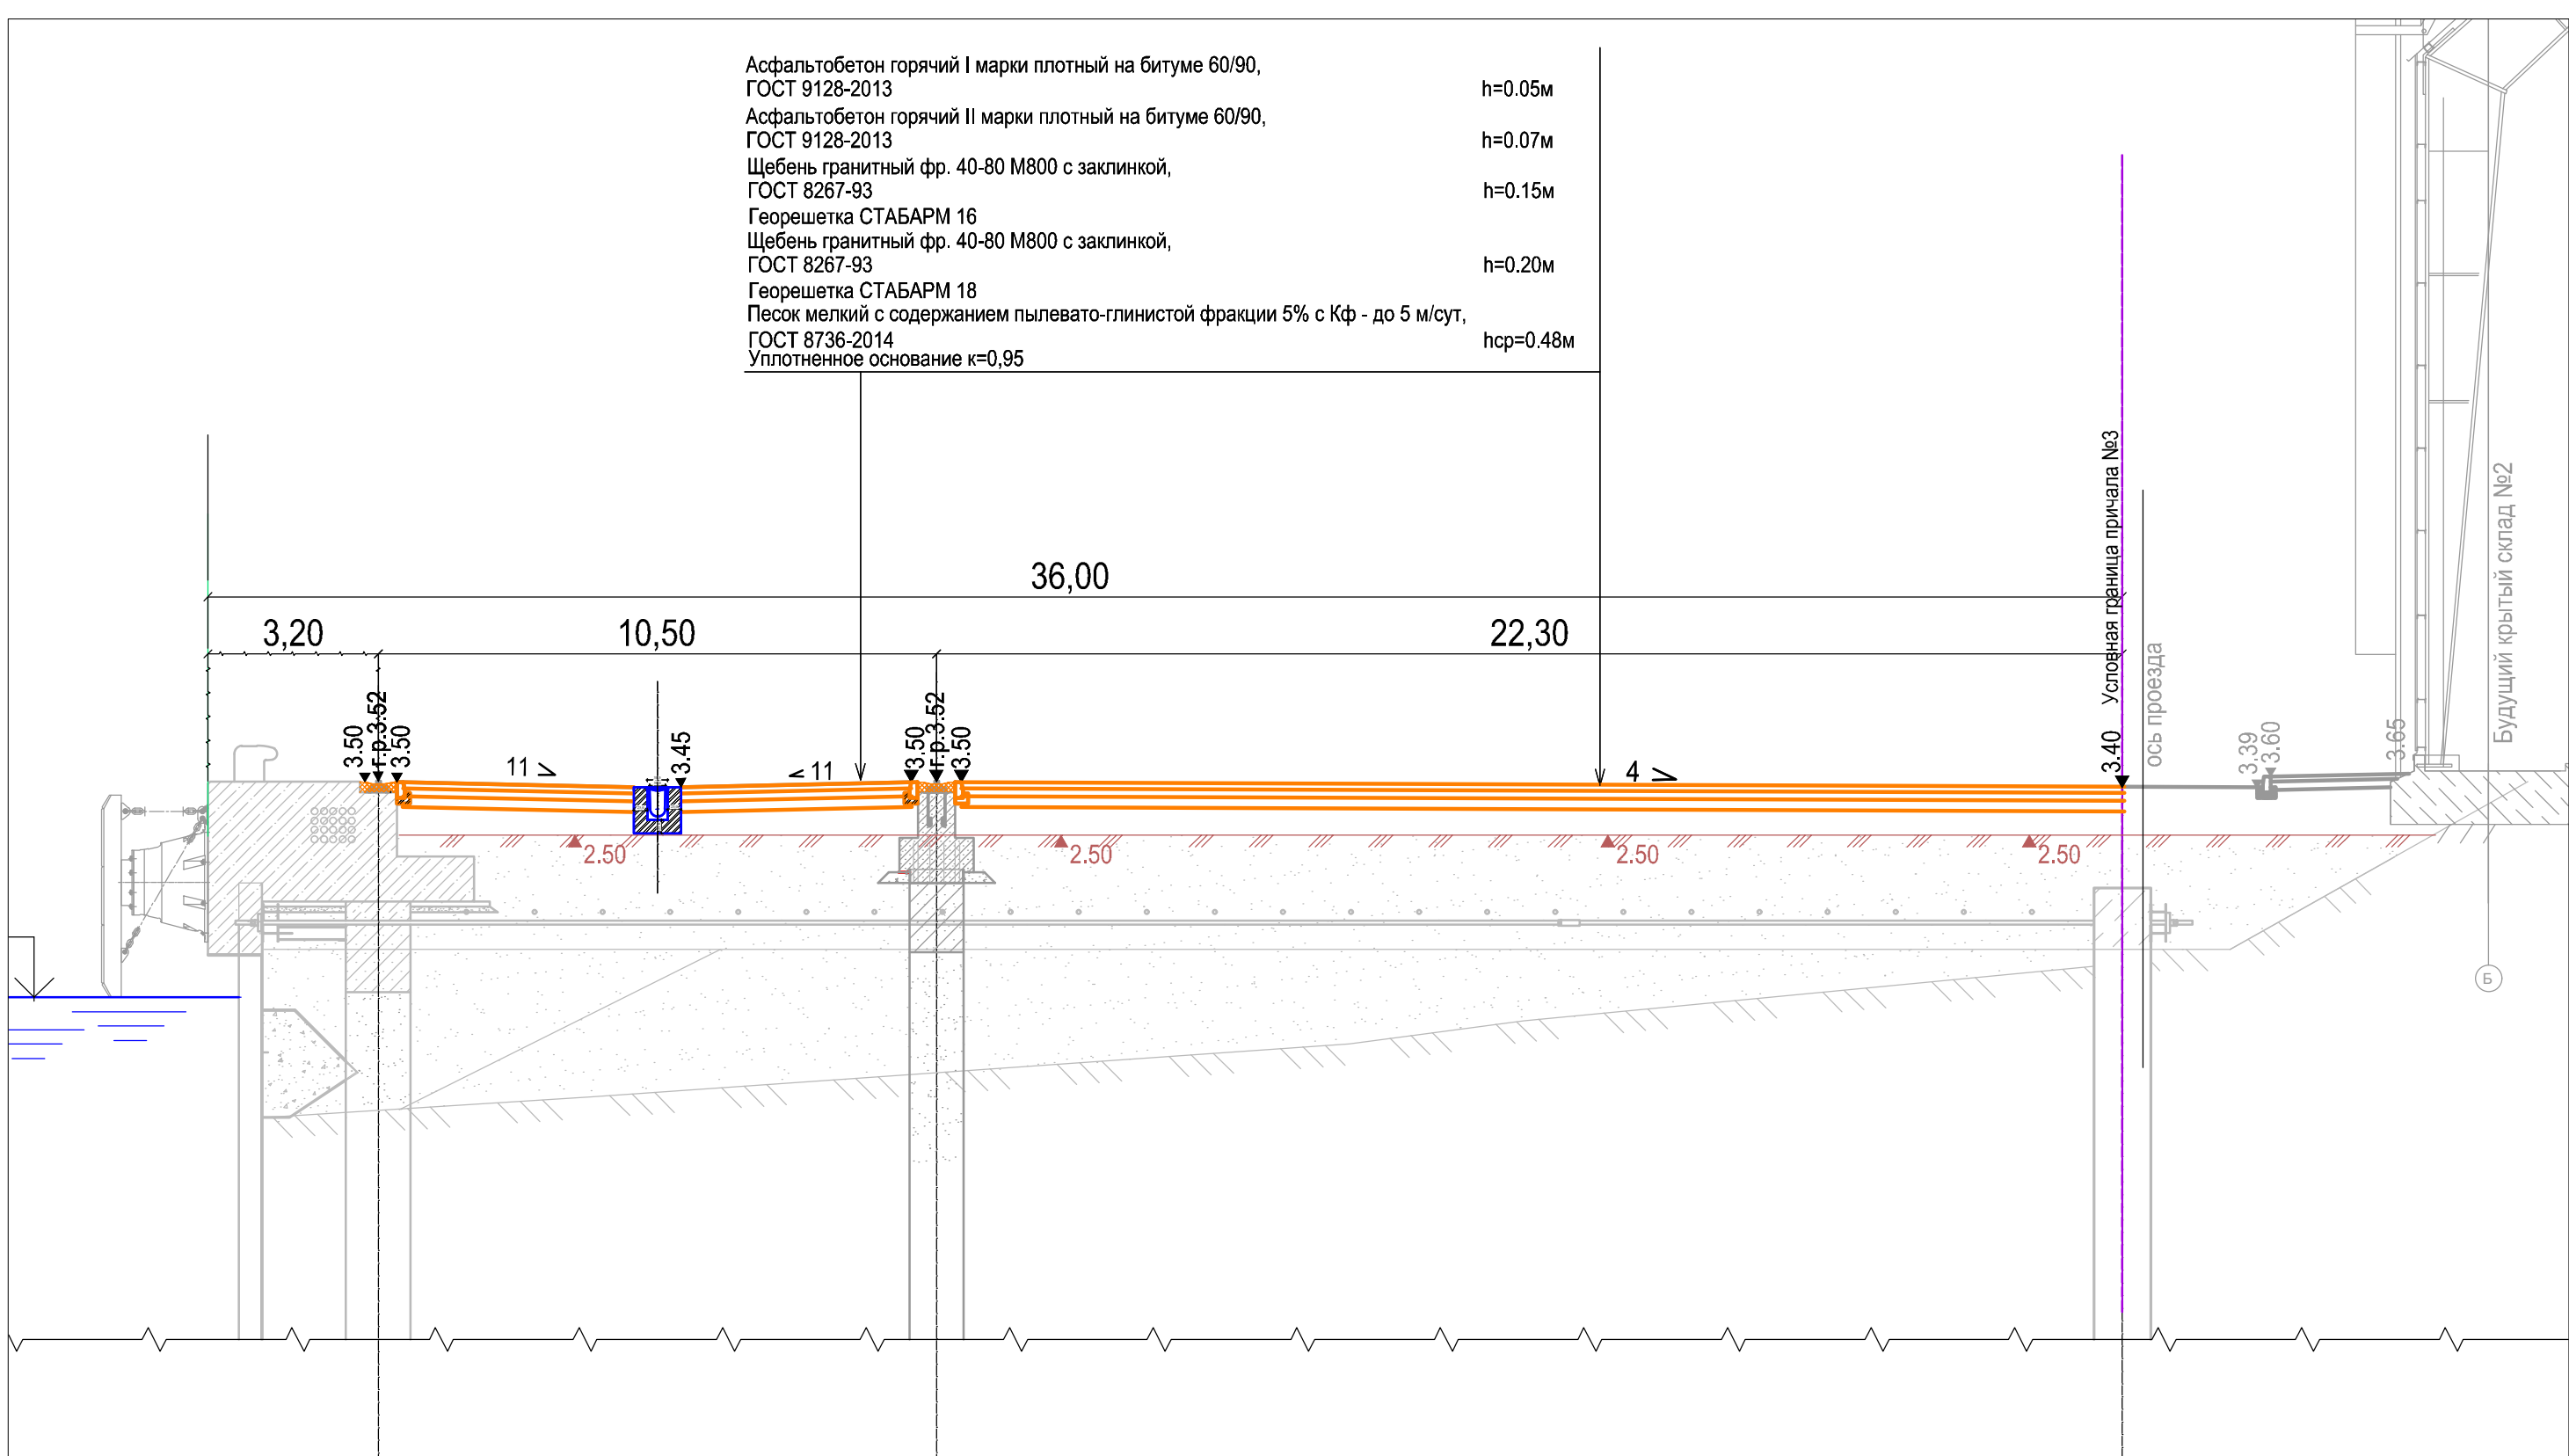 Асфальтобетон горячий I марки плотный на битуме 60/90,
ГОСТ 9128-2013 h=0.05м
Асфальтобетон горячий II марки плотный на битуме 60/90,
ГОСТ 9128-2013 h=0.07м
Щебень гранитный фр. 40-80 М800 с заклинкой,
ГОСТ 8267-93 h=0.15м
Георешетка СТАБАРМ 16
Щебень гранитный фр. 40-80 М800 с заклинкой,
ГОСТ 8267-93 h=0.20м
Георешетка СТАБАРМ 18
Песок мелкий с содержанием пылевато-глинистой фракции 5% с Кф - до 5 м/сут,
ГОСТ 8736-2014 hср=0.48м
Уплотненное основание к=0,95
36,00
3,20
10,50
22,30
3.50
г.р.3.52
3.50
11
3.45
11
3.50
г.р.3.52
3.50
4
3.40 Условная граница причала №3
ось проезда
3.39
3.60
3.65
Будущий крытый склад №2
2.50
2.50
2.50
2.50
Б